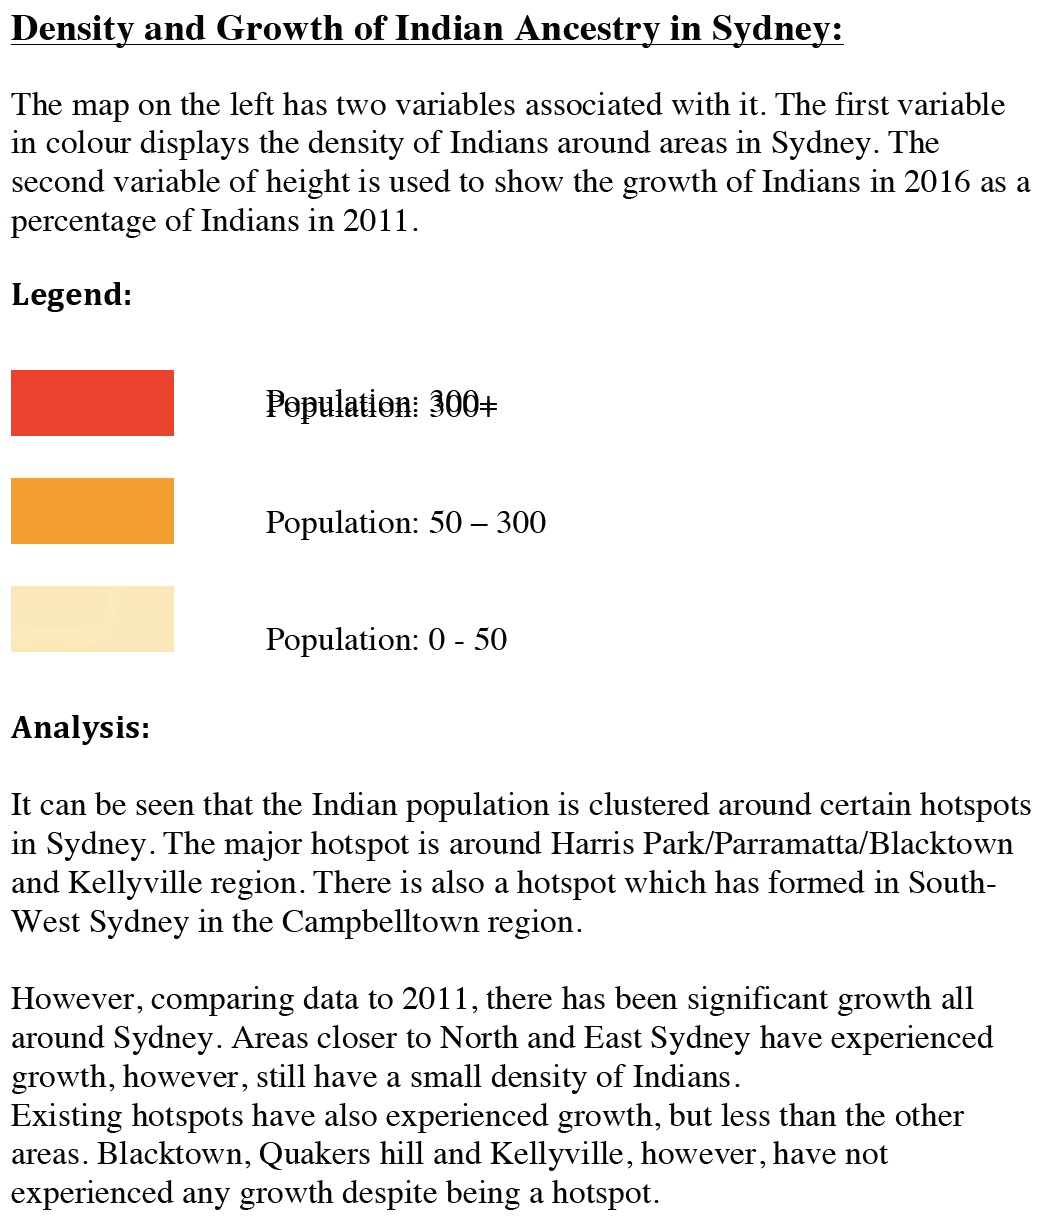 Density and Growth of Indian Ancestry in Sydney:
The map on the left has two variables associated with it. The first variable
in colour displays the density of Indians around areas in Sydney. The
second variable of height is used to show the growth of Indians in 2016 as a
percentage of Indians in 2011.
Legend:
Population: 300+
Population: 300+
Population: 50 – 300
Population: 0 - 50
Analysis:
It can be seen that the Indian population is clustered around certain hotspots
in Sydney. The major hotspot is around Harris Park/Parramatta/Blacktown
and Kellyville region. There is also a hotspot which has formed in South-
West Sydney in the Campbelltown region.
However, comparing data to 2011, there has been significant growth all
around Sydney. Areas closer to North and East Sydney have experienced
growth, however, still have a small density of Indians.
Existing hotspots have also experienced growth, but less than the other
areas. Blacktown, Quakers hill and Kellyville, however, have not
experienced any growth despite being a hotspot.